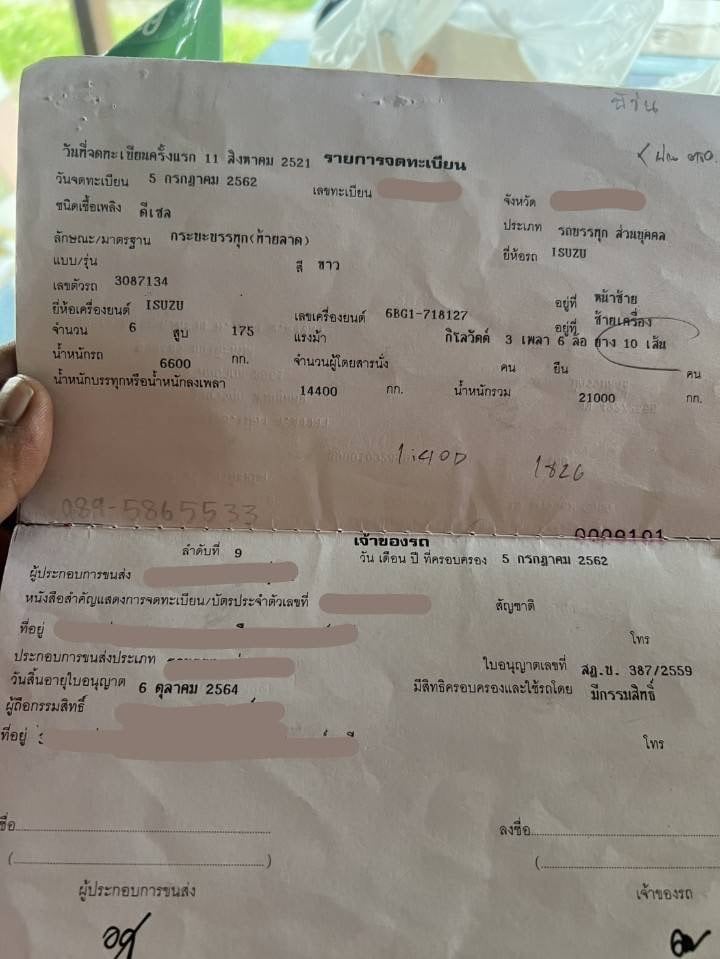 พี่วุ่น
วันที่จดทะเบียนครั้งแรก 11 สิงหาคม 2521 รายการจดทะเบียน
วันจดทะเบียน 5 กรกฎาคม 2562 เลขทะเบียน จังหวัด
ชนิดเชื้อเพลิง ดีเซล ประเภท รถบรรทุก ส่วนบุคคล
ลักษณะ/มาตรฐาน กระบะบรรทุก(ท้ายลาด) ยี่ห้อรถ ISUZU
แบบ/รุ่น สี ขาว
เลขตัวรถ 3087134 อยู่ที่ หน้าซ้าย
ยี่ห้อเครื่องยนต์ ISUZU เลขเครื่องยนต์ 6BG1-718127 อยู่ที่ ซ้ายเครื่อง
จำนวน 6 สูบ 175 แรงม้า กิโลวัตต์ 3 เพลา 6 ล้อ ยาง 10 เส้น
น้ำหนักรถ 6600 กก. จำนวนผู้โดยสารนั่ง คน ยืน คน
น้ำหนักบรรทุกหรือน้ำหนักลงเพลา 14400 กก. น้ำหนักรวม 21000 กก.
1:400 1826
089-5865533
0009101
เจ้าของรถ
ลำดับที่ 9 วัน เดือน ปี ที่ครอบครอง 5 กรกฎาคม 2562
ผู้ประกอบการขนส่ง
หนังสือสำคัญแสดงการจดทะเบียน/บัตรประจำตัวเลขที่ สัญชาติ
ที่อยู่ โทร
ประกอบการขนส่งประเภท ใบอนุญาตเลขที่ สฎ.บ. 387/2559
วันสิ้นอายุใบอนุญาต 6 ตุลาคม 2564 มีสิทธิครอบครองและใช้รถโดย มีกรรมสิทธิ์
ผู้ถือกรรมสิทธิ์
ที่อยู่ โทร
ชื่อ ลงชื่อ
( ) (
ผู้ประกอบการขนส่ง เจ้าของรถ